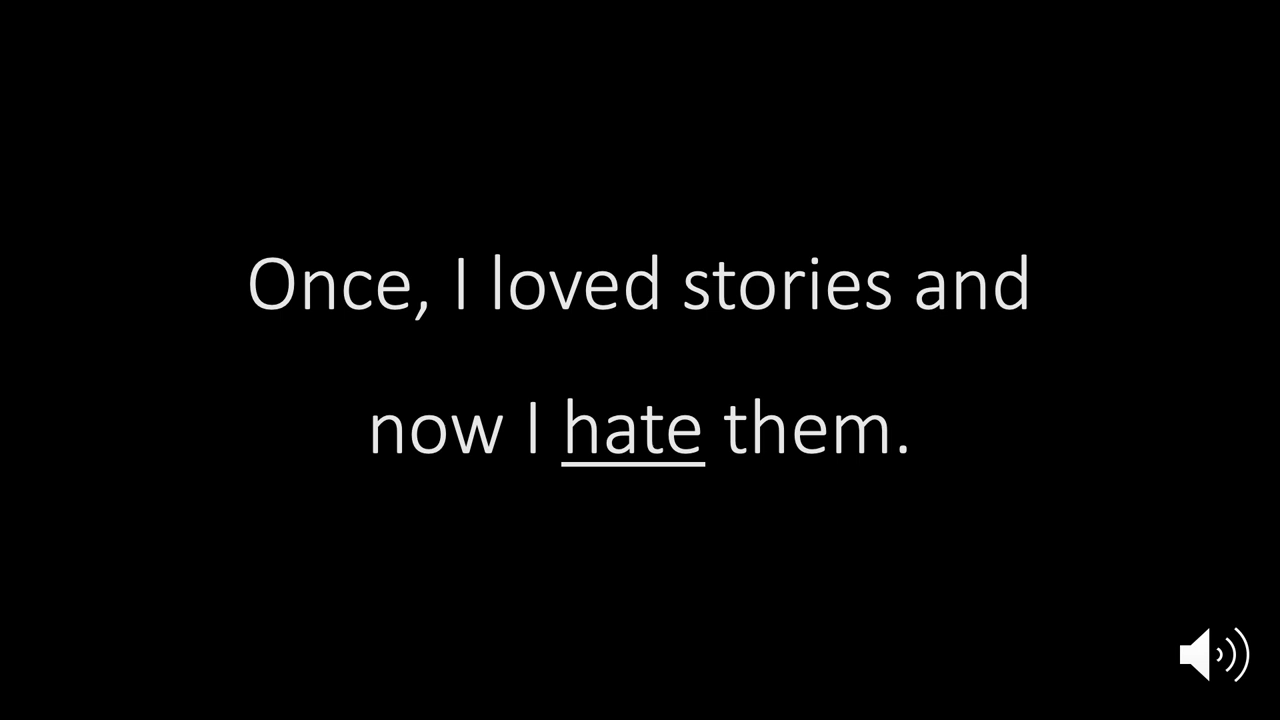 Once, I loved stories and
now I hate them.